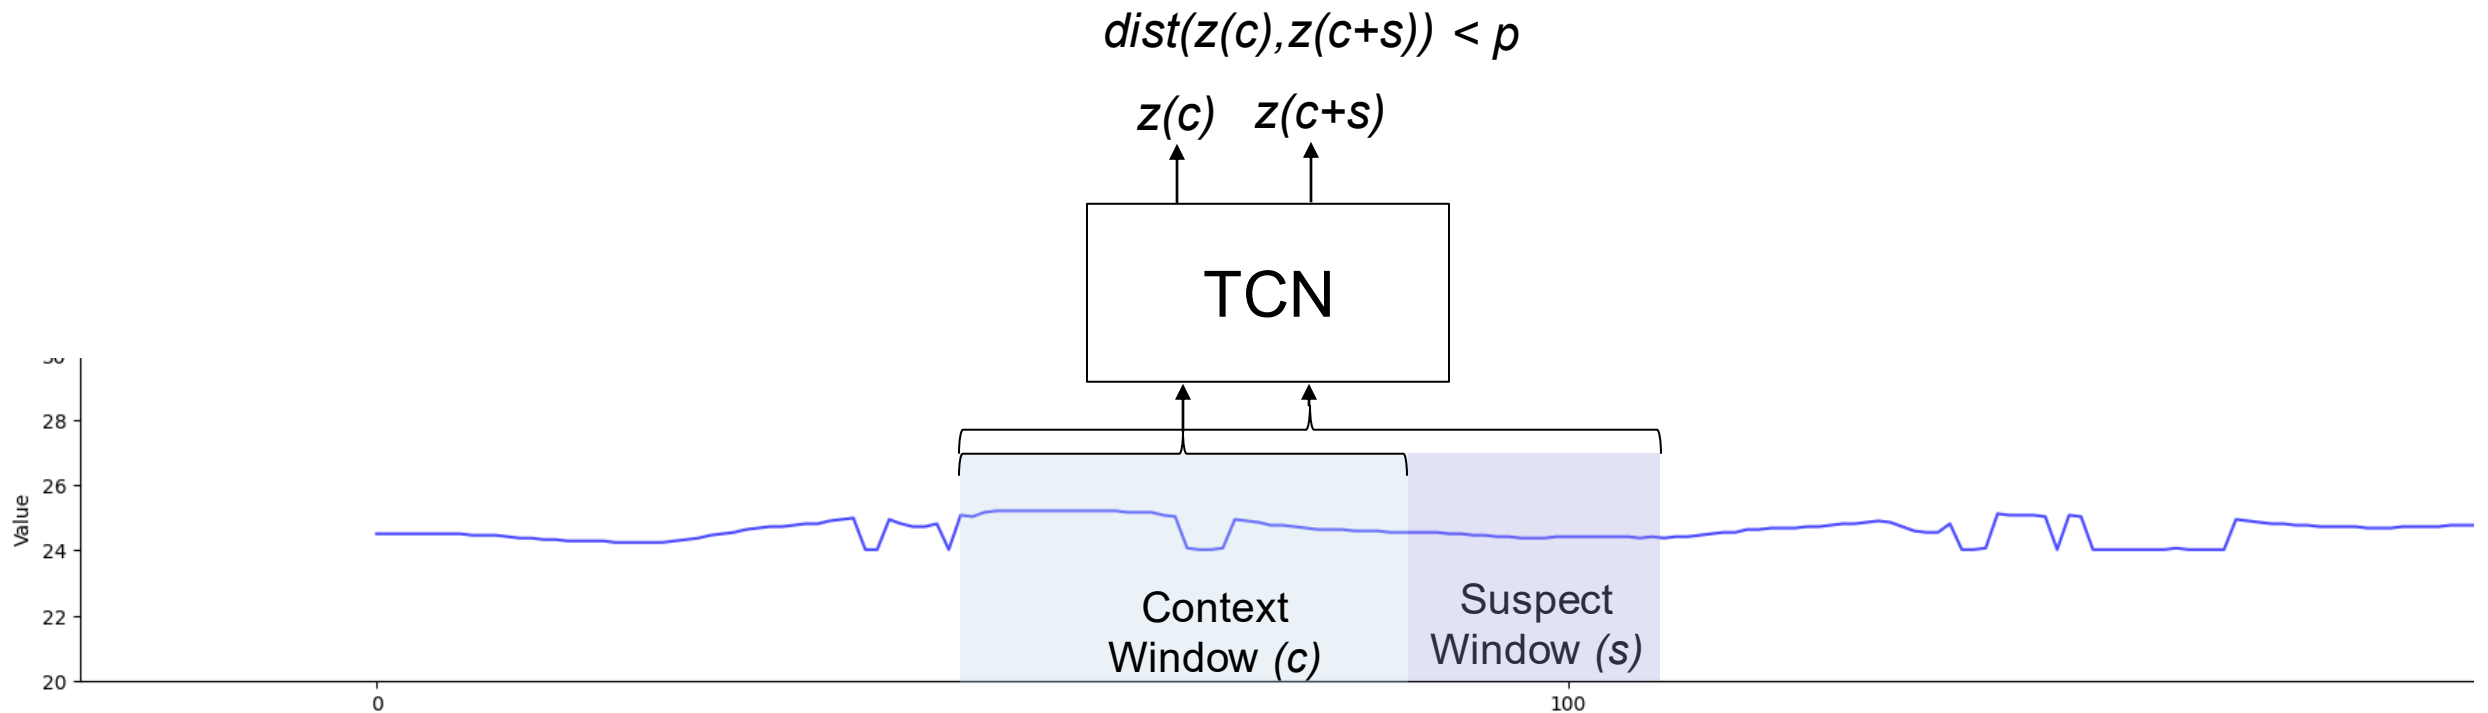 dist(z(c),z(c+s)) < p
z(c) z(c+s)
TCN
28
26
24
22
20
Value
Context
Window (c)
Suspect
Window (s)
0
100